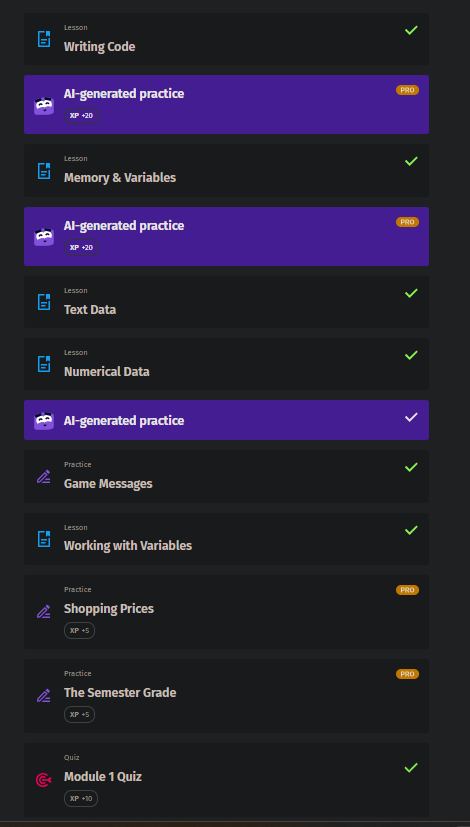 Lesson
Writing Code
AI-generated practice
PRO
XP +20
Lesson
Memory & Variables
AI-generated practice
PRO
XP +20
Lesson
Text Data
Lesson
Numerical Data
AI-generated practice
Practice
Game Messages
Lesson
Working with Variables
Practice
PRO
Shopping Prices
XP +5
Practice
PRO
The Semester Grade
XP +5
Quiz
Module 1 Quiz
XP +10